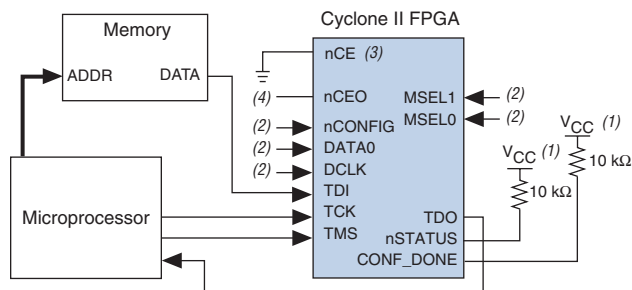 Cyclone II FPGA
Memory
ADDR DATA
nCE (3)
(4) nCEO
MSEL1 (2)
MSEL0 (2)
(2) nCONFIG
(2) DATA0
(2) DCLK
TDI
TCK
TMS
Microprocessor
TDO
nSTATUS
CONF_DONE
VCC (1)
10 kΩ
VCC (1)
10 kΩ